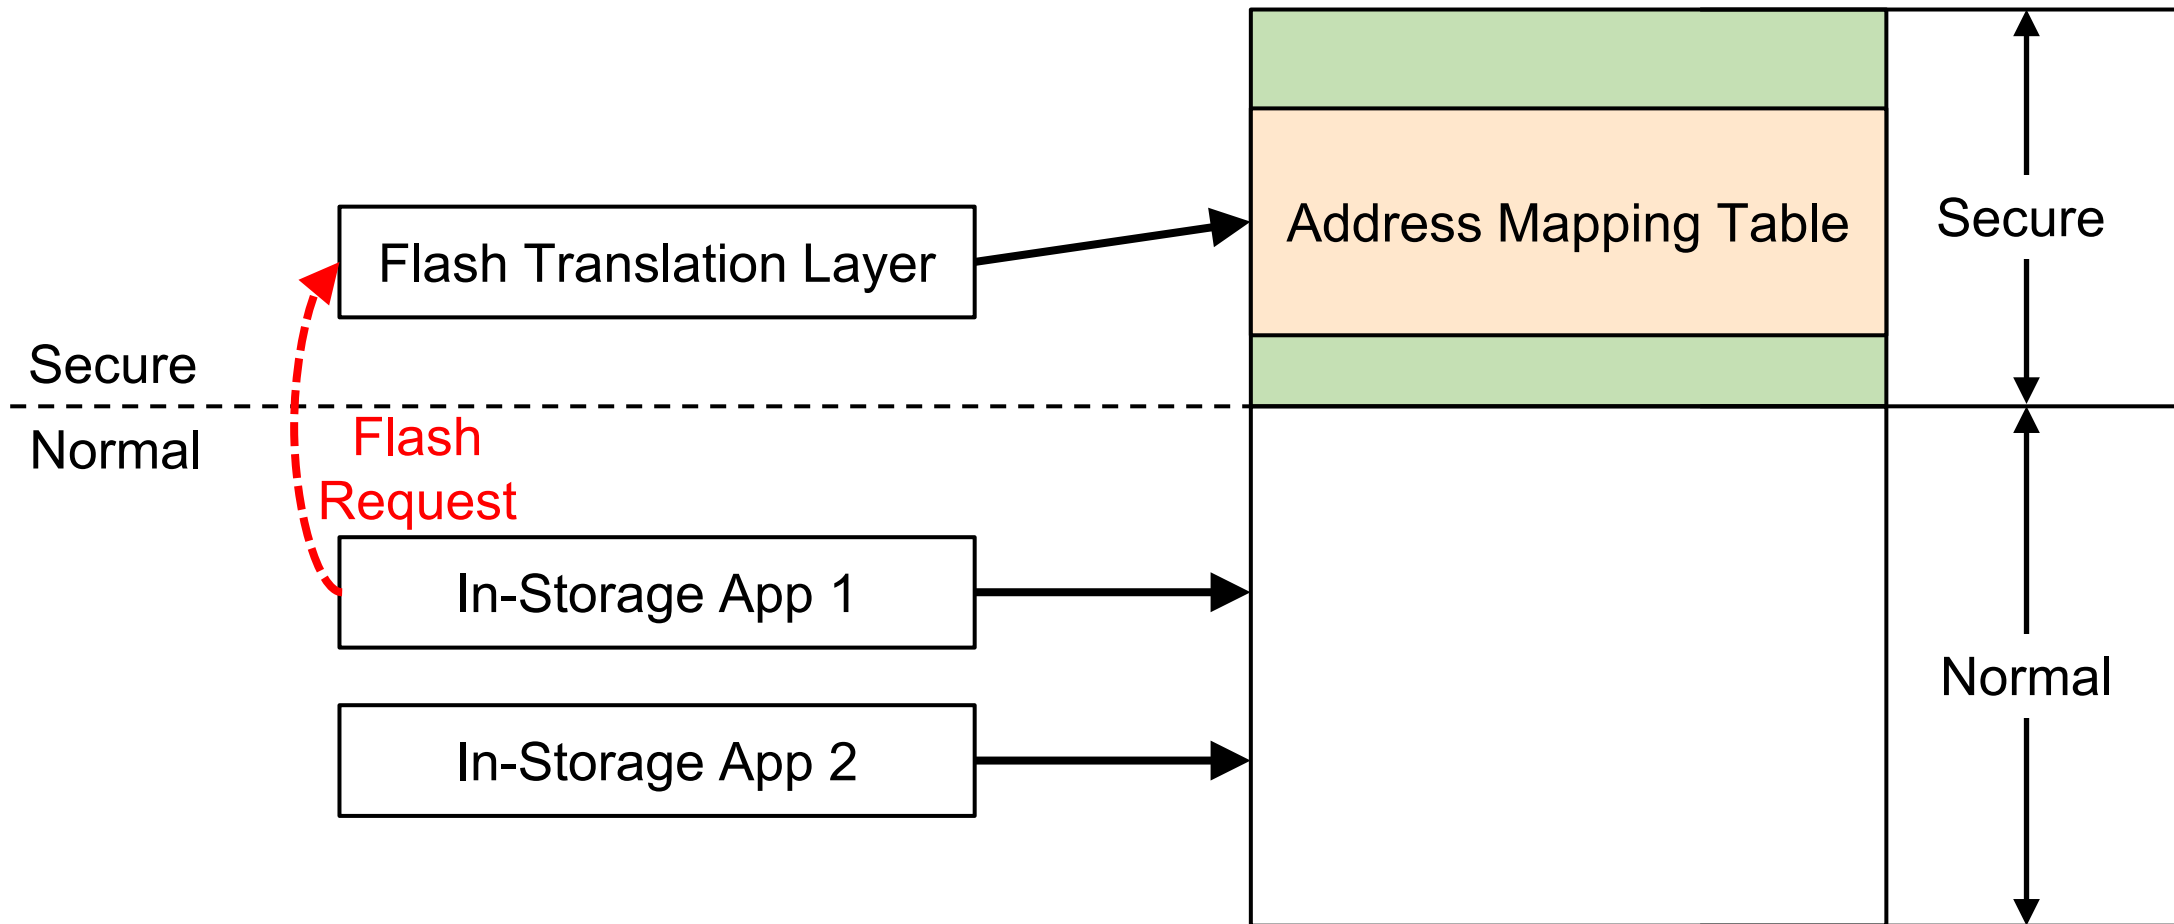 Address Mapping Table
Secure
Flash Translation Layer
Secure
Normal
Flash
Request
In-Storage App 1
Normal
In-Storage App 2